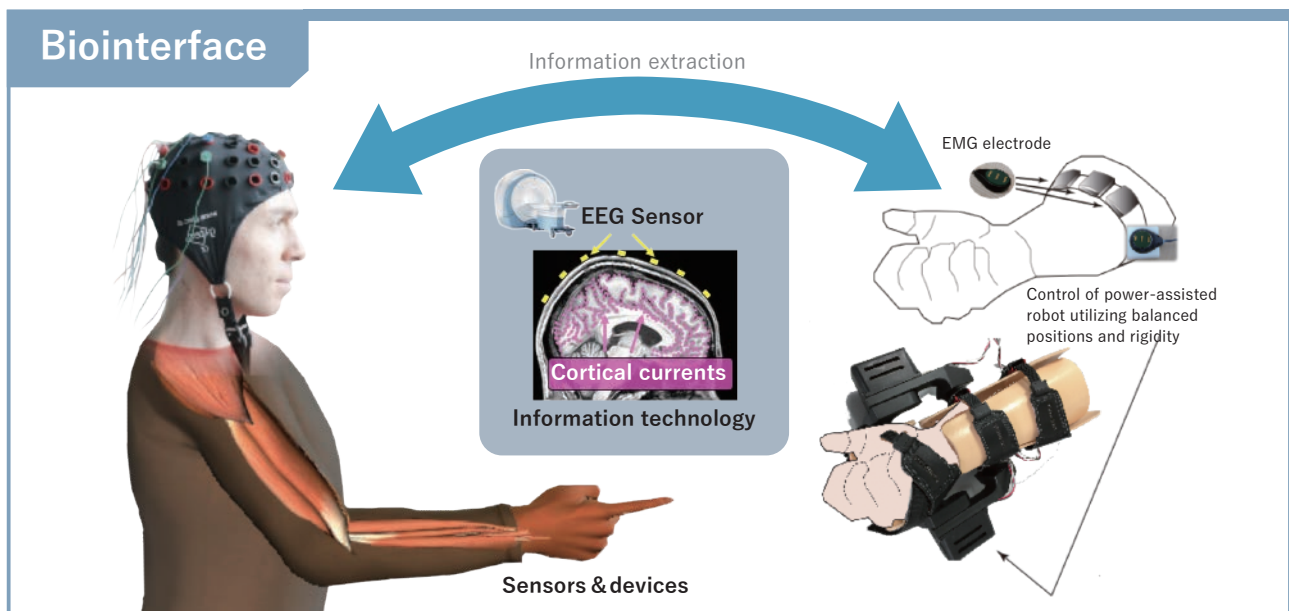 Biointerface
Information extraction
EMG electrode
EEG Sensor
Cortical currents
Information technology
Control of power-assisted
robot utilizing balanced
positions and rigidity
Sensors & devices